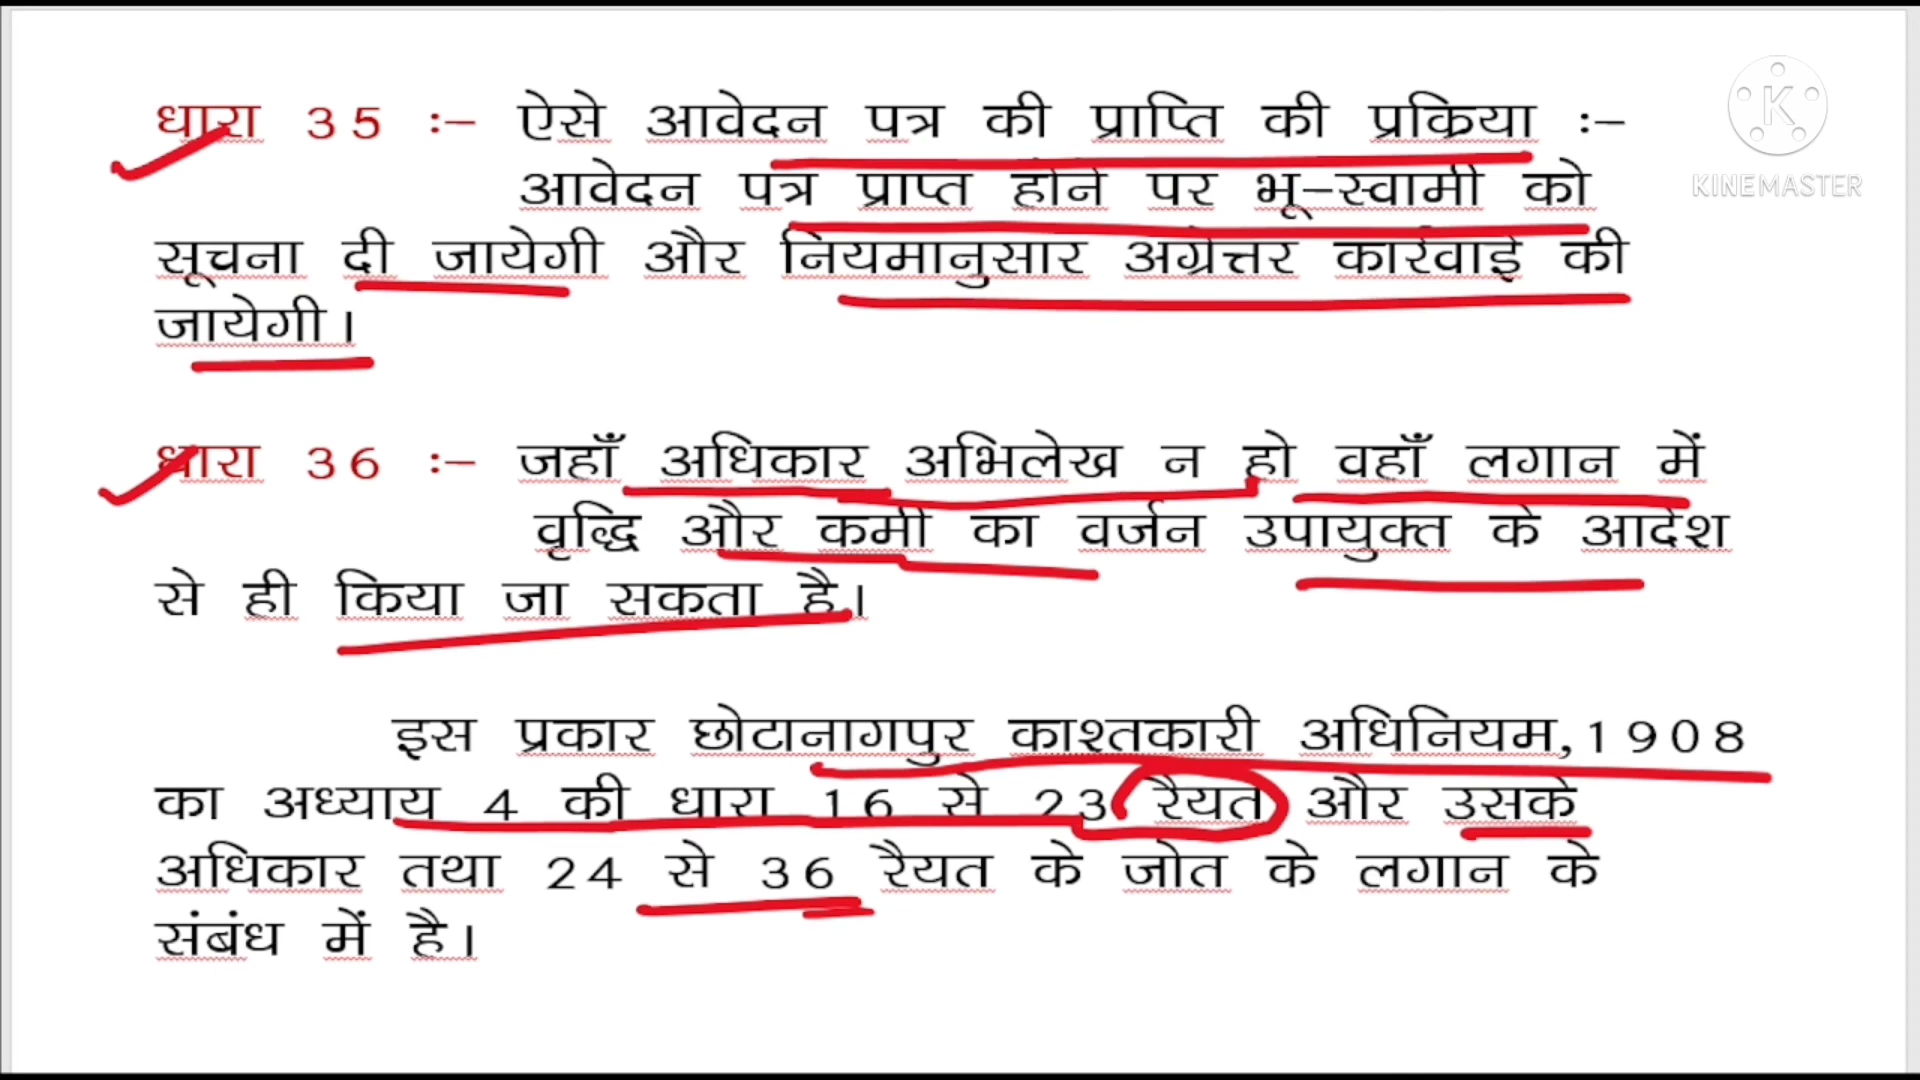 धारा 35 :– ऐसे आवेदन पत्र की प्राप्ति की प्रक्रिया :–
आवेदन पत्र प्राप्त होने पर भू–स्वामी को
सूचना दी जायेगी और नियमानुसार अग्रेत्तर कार्रवाई की
जायेगी।
धारा 36 :– जहाँ अधिकार अभिलेख न हो वहाँ लगान में
वृद्धि और कमी का वर्जन उपायुक्त के आदेश
से ही किया जा सकता है।
इस प्रकार छोटानागपुर काश्तकारी अधिनियम,1908
का अध्याय 4 की धारा 16 से 23 रैयत और उसके
अधिकार तथा 24 से 36 रैयत के जोत के लगान के
संबंध में है।
K
KINEMASTER